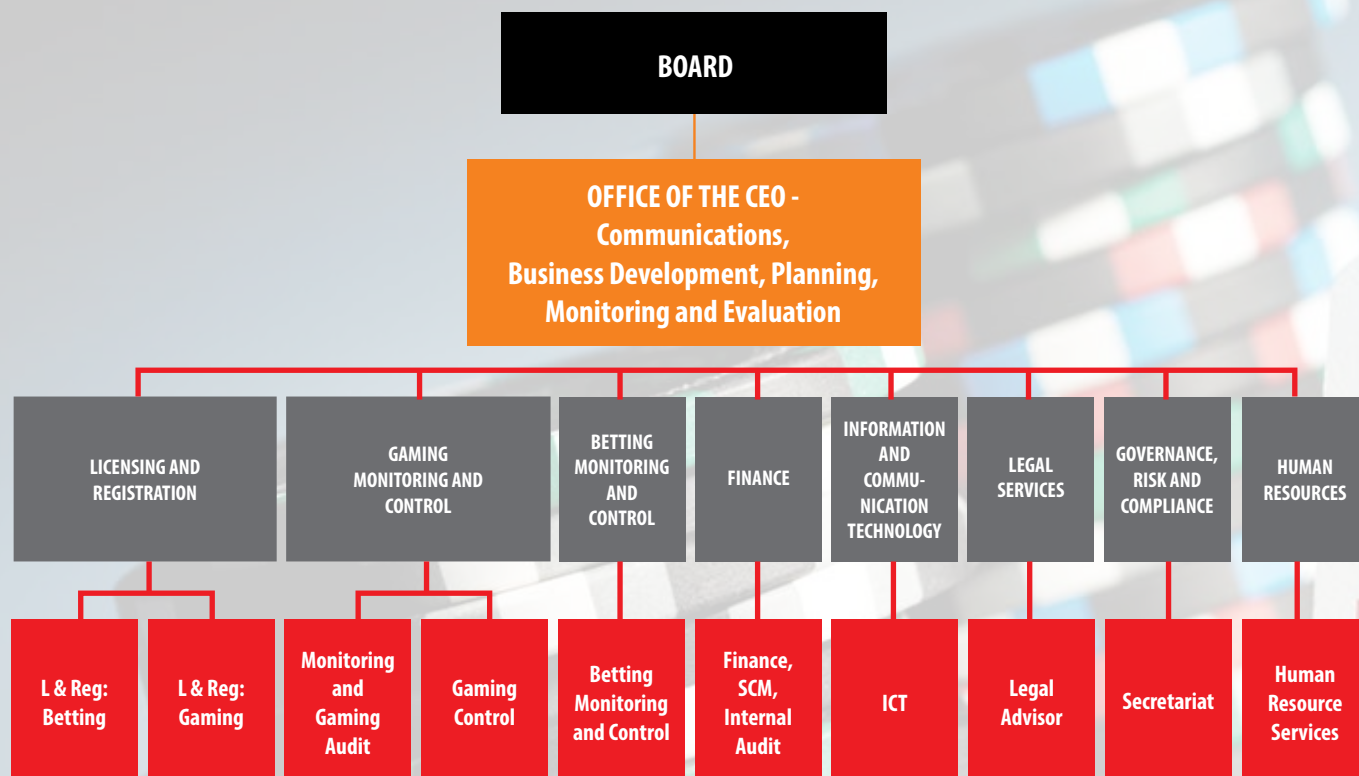 BOARD
OFFICE OF THE CEO -
Communications,
Business Development, Planning,
Monitoring and Evaluation
LICENSING AND
REGISTRATION
GAMING
MONITORING AND
CONTROL
BETTING
MONITORING
AND
CONTROL
FINANCE
INFORMATION
AND
COMMU-
NICATION
TECHNOLOGY
LEGAL
SERVICES
GOVERNANCE,
RISK AND
COMPLIANCE
HUMAN
RESOURCES
L & Reg:
Betting
L & Reg:
Gaming
Monitoring
and
Gaming
Audit
Gaming
Control
Betting
Monitoring
and Control
Finance,
SCM,
Internal
Audit
ICT
Legal
Advisor
Secretariat
Human
Resource
Services